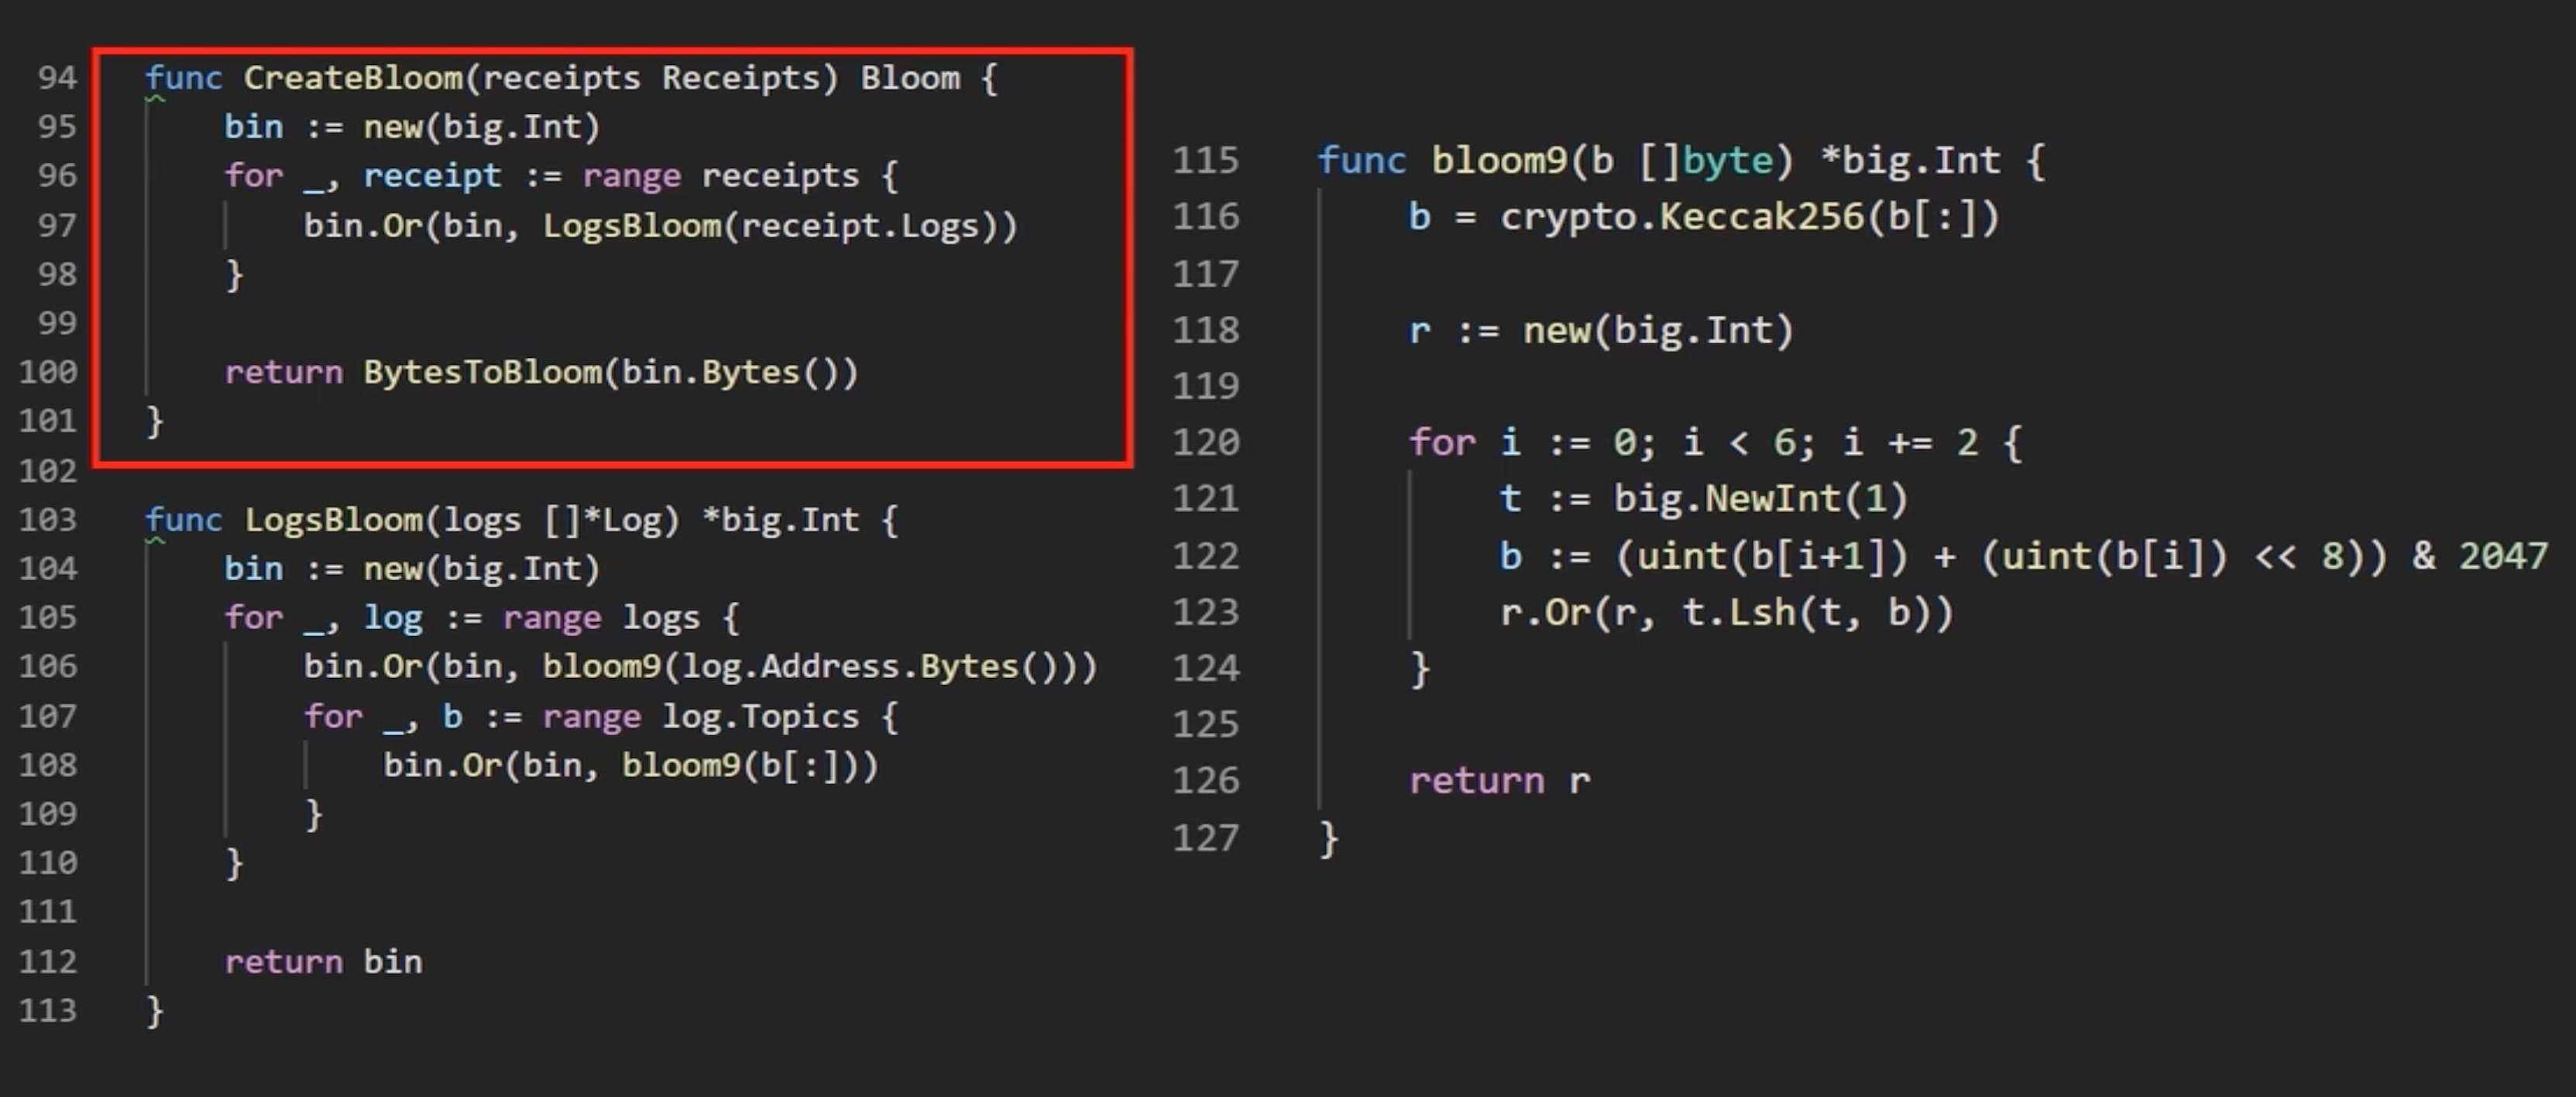 94 func CreateBloom(receipts Receipts) Bloom {
95 bin := new(big.Int)
96 for _, receipt := range receipts {
97 bin.Or(bin, LogsBloom(receipt.Logs))
98 }
99
100 return BytesToBloom(bin.Bytes())
101 }
102
103 func LogsBloom(logs []*Log) *big.Int {
104 bin := new(big.Int)
105 for _, log := range logs {
106 bin.Or(bin, bloom9(log.Address.Bytes()))
107 for _, b := range log.Topics {
108 bin.Or(bin, bloom9(b[:]))
109 }
110 }
111
112 return bin
113 }
115 func bloom9(b []byte) *big.Int {
116 b = crypto.Keccak256(b[:])
117
118 r := new(big.Int)
119
120 for i := 0; i < 6; i += 2 {
121 t := big.NewInt(1)
122 b := (uint(b[i+1]) + (uint(b[i]) << 8)) & 2047
123 r.Or(r, t.Lsh(t, b))
124 }
125
126 return r
127 }